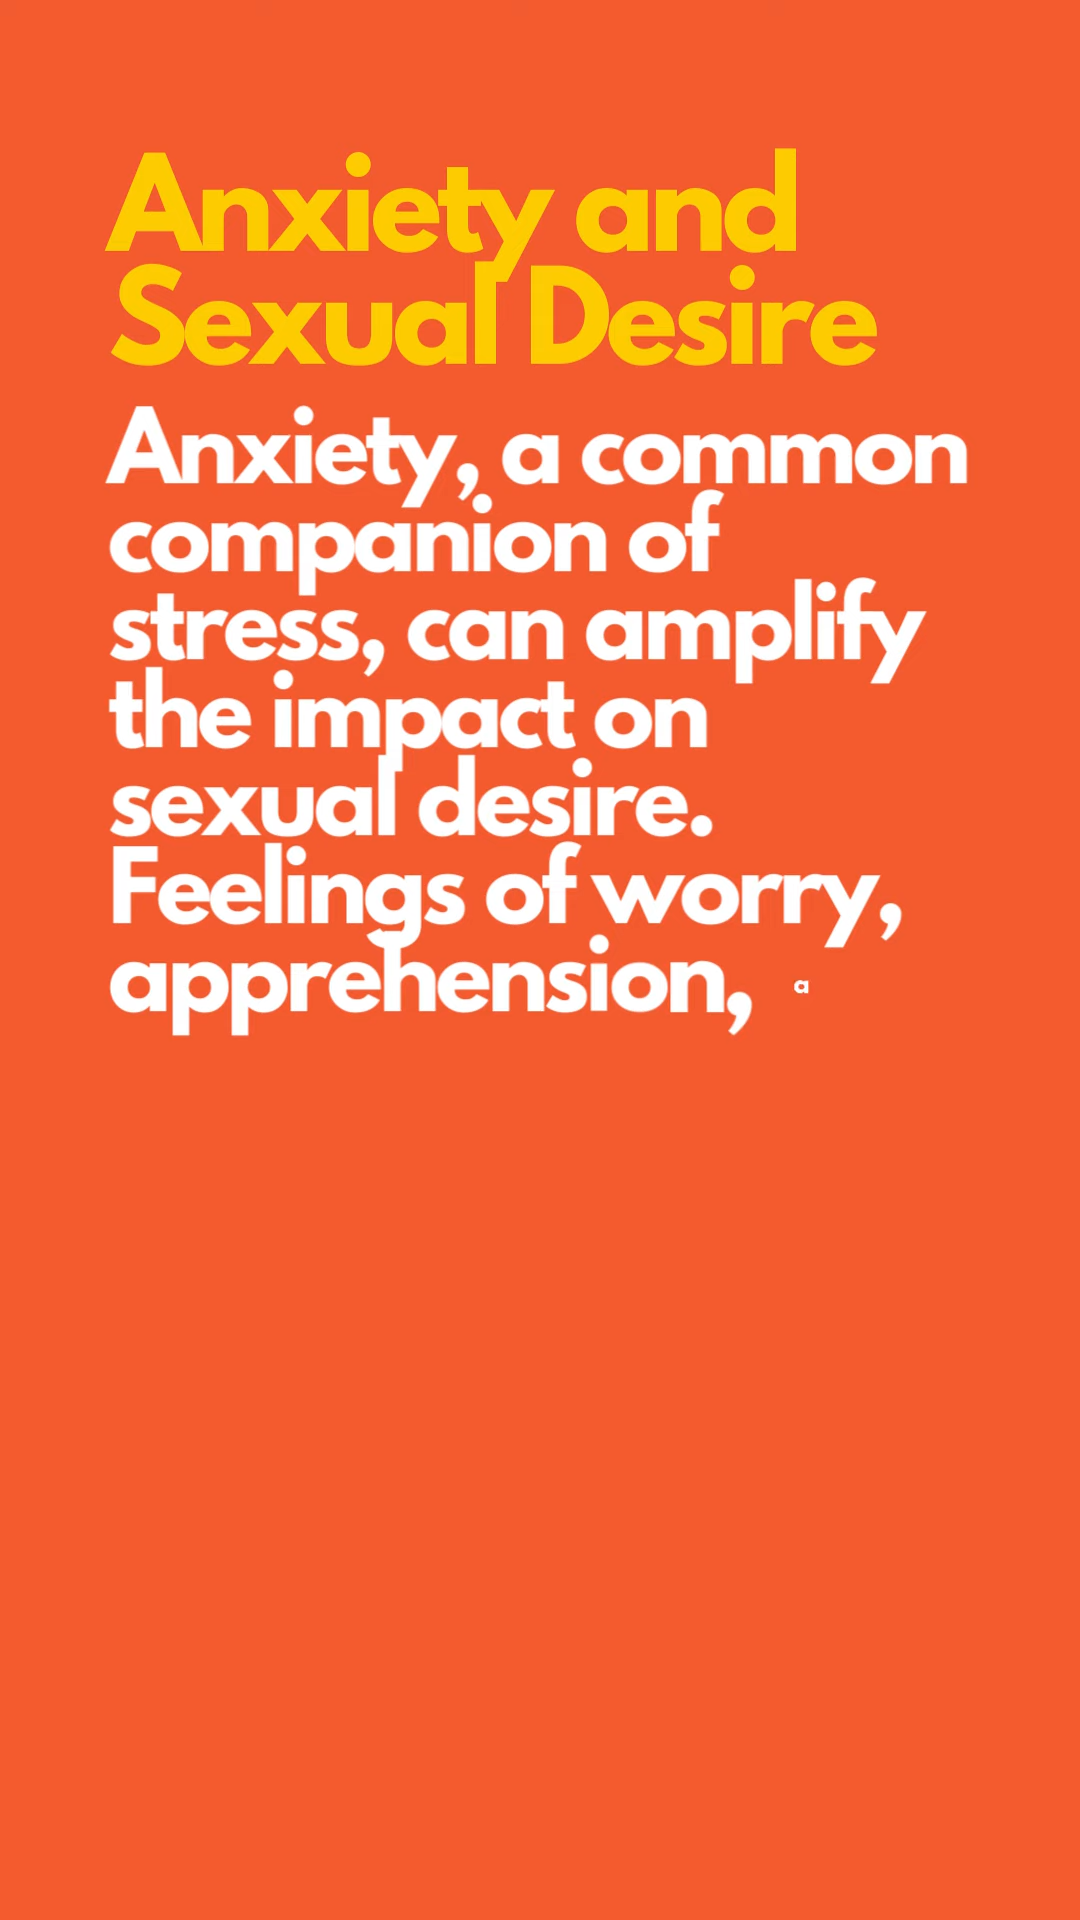 Anxiety and
Sexual Desire
Anxiety, a common
companion of
stress, can amplify
the impact on
sexual desire.
Feelings of worry,
apprehension, a